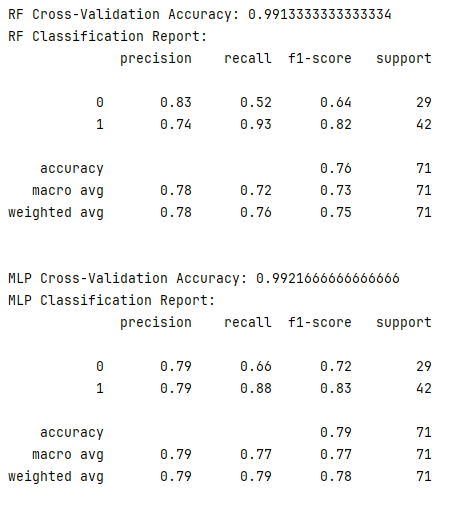 RF Cross-Validation Accuracy: 0.9913333333333334
RF Classification Report:
precision recall f1-score support
0 0.83 0.52 0.64 29
1 0.74 0.93 0.82 42
accuracy 0.76 71
macro avg 0.78 0.72 0.73 71
weighted avg 0.78 0.76 0.75 71
MLP Cross-Validation Accuracy: 0.9921666666666666
MLP Classification Report:
precision recall f1-score support
0 0.79 0.66 0.72 29
1 0.79 0.88 0.83 42
accuracy 0.79 71
macro avg 0.79 0.77 0.77 71
weighted avg 0.79 0.79 0.78 71